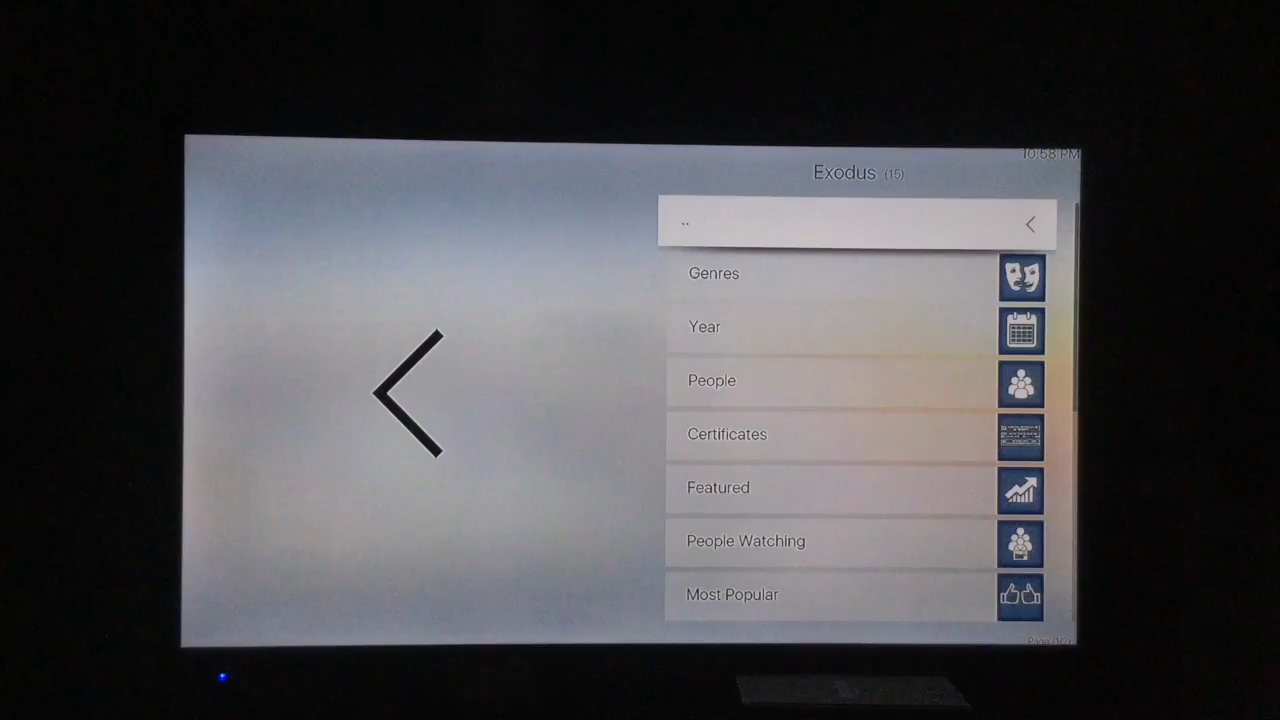 10:58 PM
Exodus (15)
..
Genres
Year
People
Certificates
Featured
People Watching
Most Popular